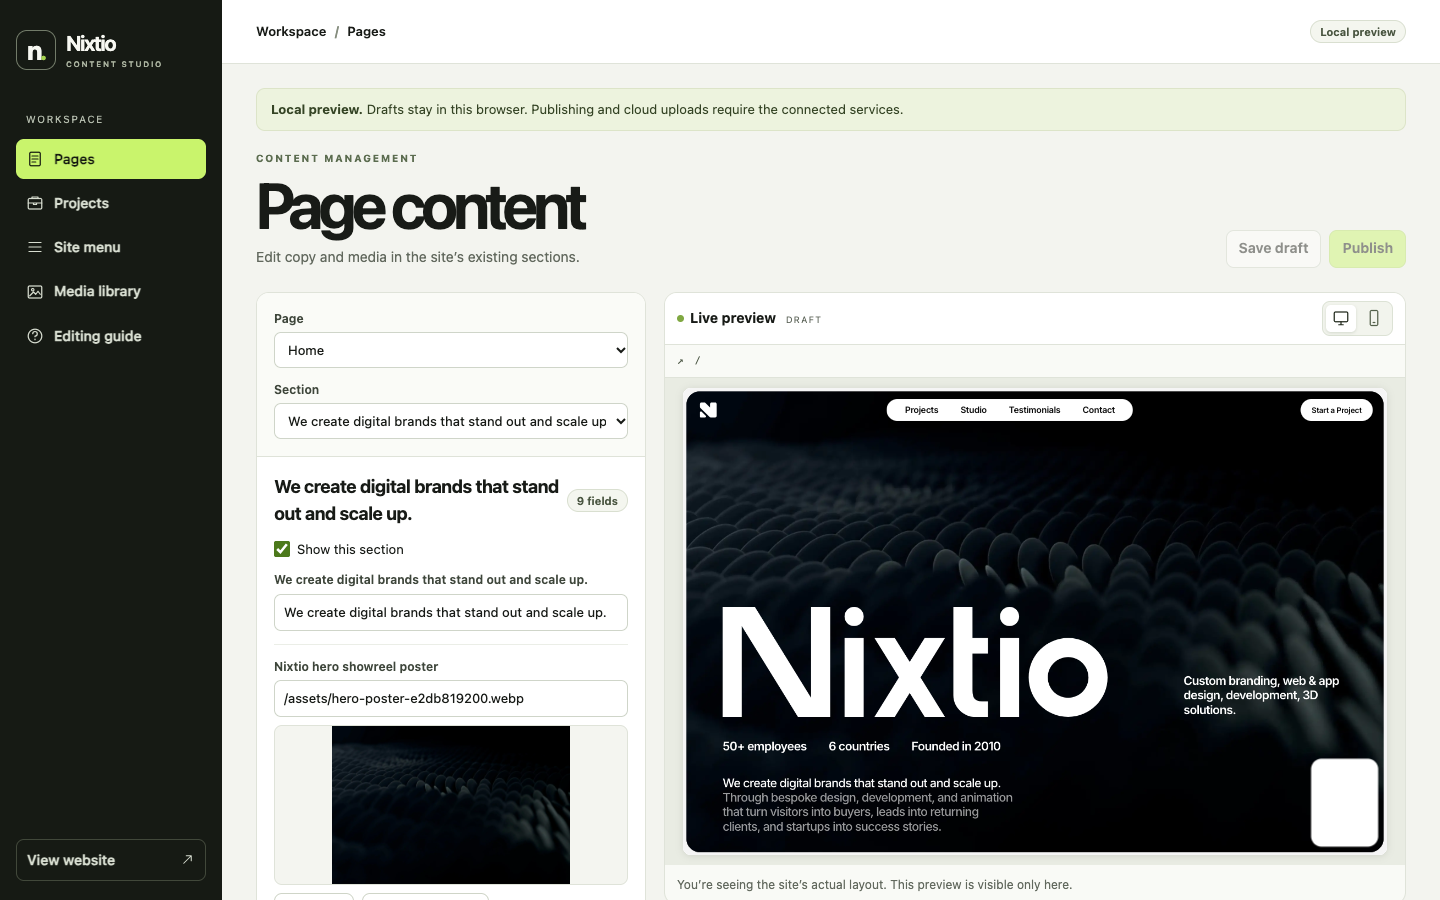 n.
Nixtio
CONTENT STUDIO
WORKSPACE
Pages
Projects
Site menu
Media library
Editing guide
View website
Workspace / Pages
Local preview
Local preview. Drafts stay in this browser. Publishing and cloud uploads require the connected services.
CONTENT MANAGEMENT
Page content
Edit copy and media in the site’s existing sections.
Save draft
Publish
Page
Home
Section
We create digital brands that stand out and scale up
We create digital brands that stand
out and scale up.
9 fields
Show this section
We create digital brands that stand out and scale up.
We create digital brands that stand out and scale up.
Nixtio hero showreel poster
/assets/hero-poster-e2db819200.webp
Live preview DRAFT
↗ /
N
Projects Studio Testimonials Contact
Start a Project
Nixtio
Custom branding, web & app
design, development, 3D
solutions.
50+ employees 6 countries Founded in 2010
We create digital brands that stand out and scale up.
Through bespoke design, development, and animation
that turn visitors into buyers, leads into returning
clients, and startups into success stories.
You’re seeing the site’s actual layout. This preview is visible only here.